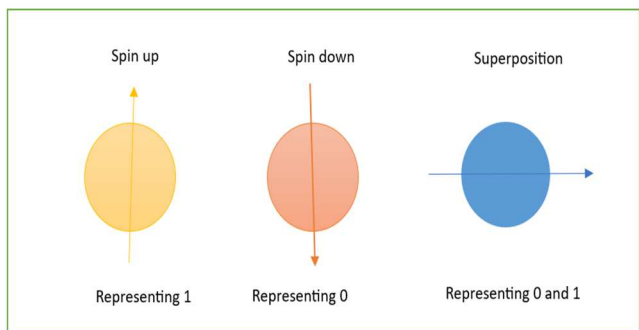 Spin up
Spin down
Superposition
Representing 1
Representing 0
Representing 0 and 1